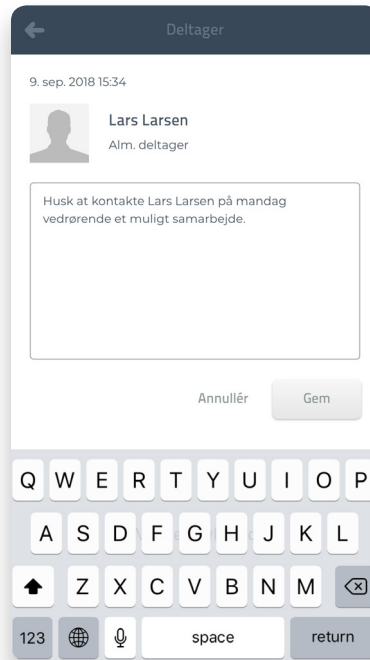 Deltager
9. sep. 2018 15:34
Lars Larsen
Alm. deltager
Husk at kontakte Lars Larsen på mandag
vedrørende et muligt samarbejde.
Annullér Gem
Q W E R T Y U I O P
A S D F G H J K L
Z X C V B N M
123 space return